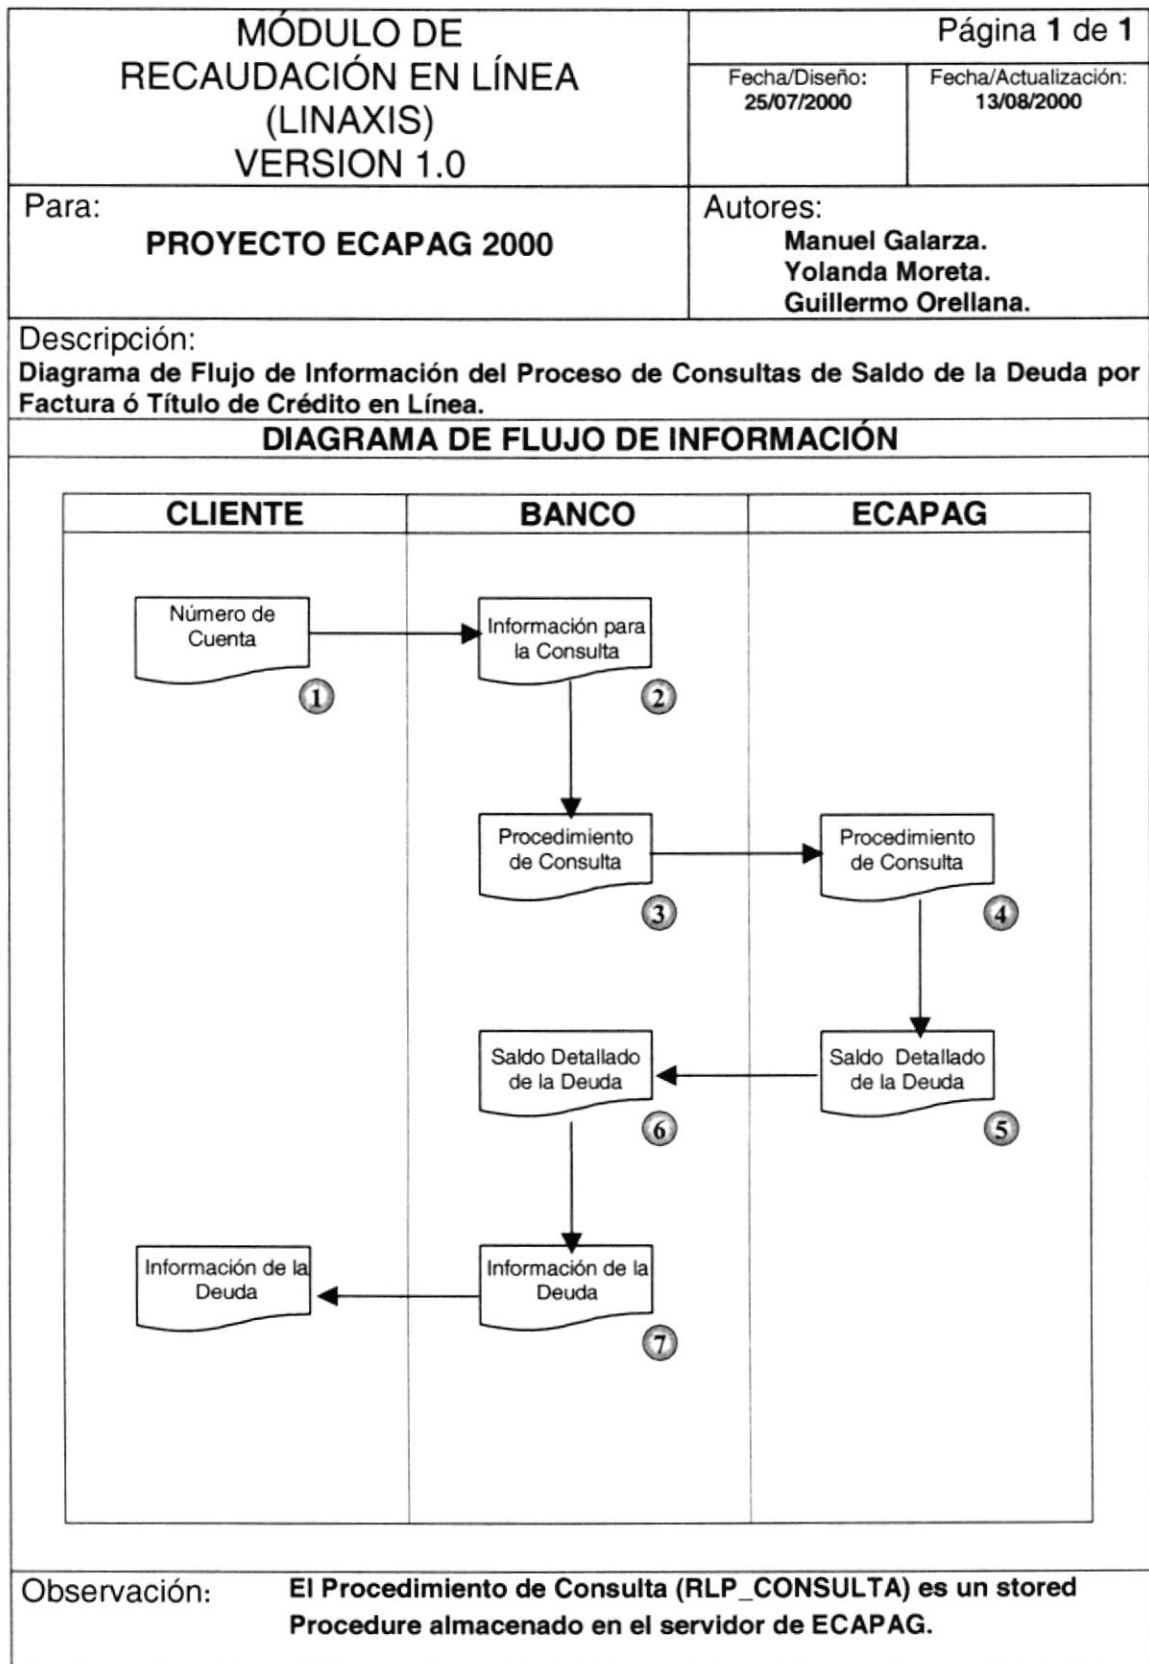 MÓDULO DE
RECAUDACIÓN EN LÍNEA
(LINAXIS)
VERSION 1.0
Página 1 de 1
Fecha/Diseño:
25/07/2000
Fecha/Actualización:
13/08/2000
Para:
PROYECTO ECAPAG 2000
Autores:
Manuel Galarza.
Yolanda Moreta.
Guillermo Orellana.
Descripción:
Diagrama de Flujo de Información del Proceso de Consultas de Saldo de la Deuda por
Factura ó Título de Crédito en Línea.
DIAGRAMA DE FLUJO DE INFORMACIÓN
CLIENTE
BANCO
ECAPAG
Número de
Cuenta
1
Información para
la Consulta
2
Procedimiento
de Consulta
3
Procedimiento
de Consulta
4
Saldo Detallado
de la Deuda
6
Saldo Detallado
de la Deuda
5
Información de la
Deuda
Información de la
Deuda
7
Observación:
El Procedimiento de Consulta (RLP_CONSULTA) es un stored
Procedure almacenado en el servidor de ECAPAG.